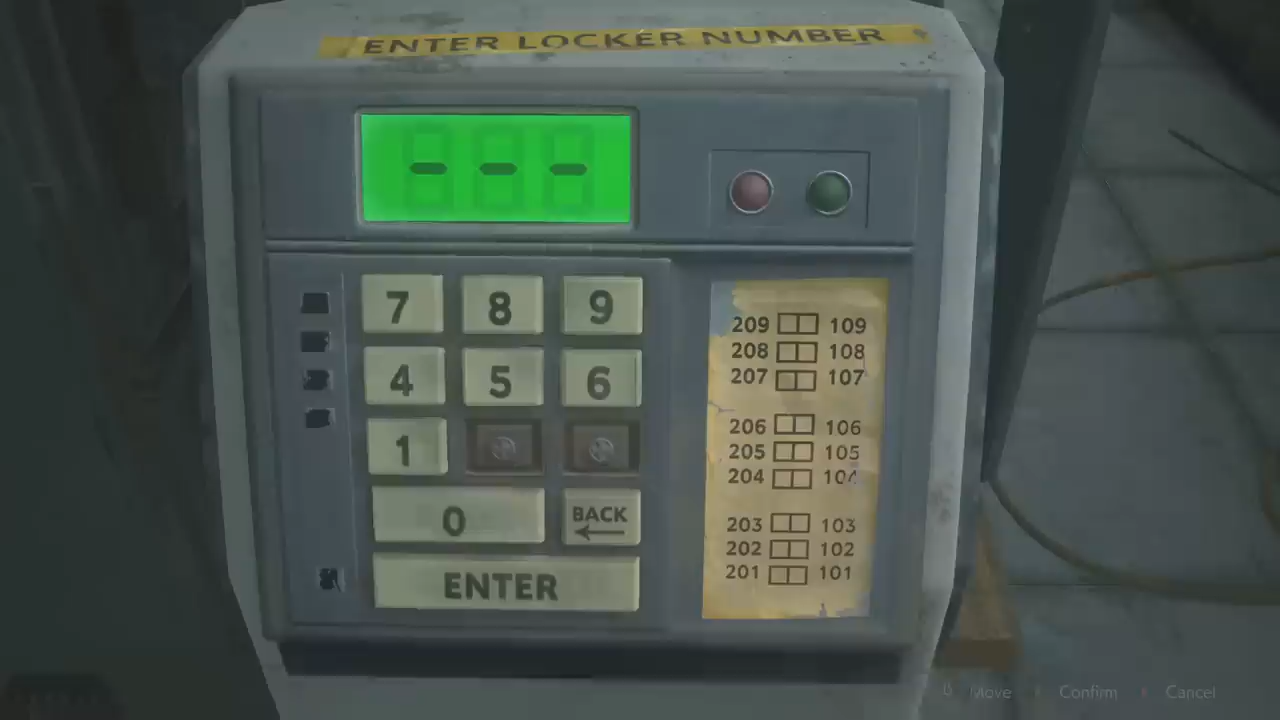 ENTER LOCKER NUMBER
- - -
7 8 9
4 5 6
1
0 BACK
ENTER
209 109
208 108
207 107
206 106
205 105
204 104
203 103
202 102
201 101
Move Confirm Cancel